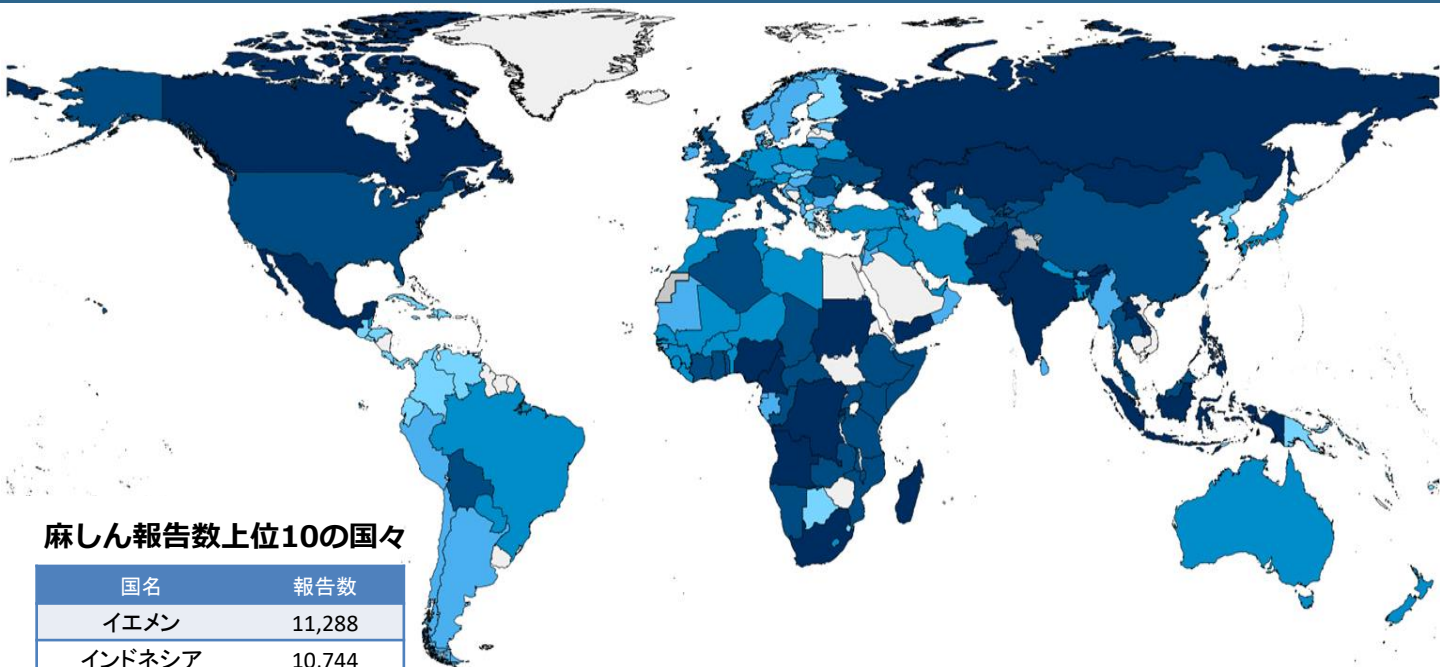 麻しん報告数上位10の国々
国名 報告数
イエメン 11,288
インドネシア 10,744